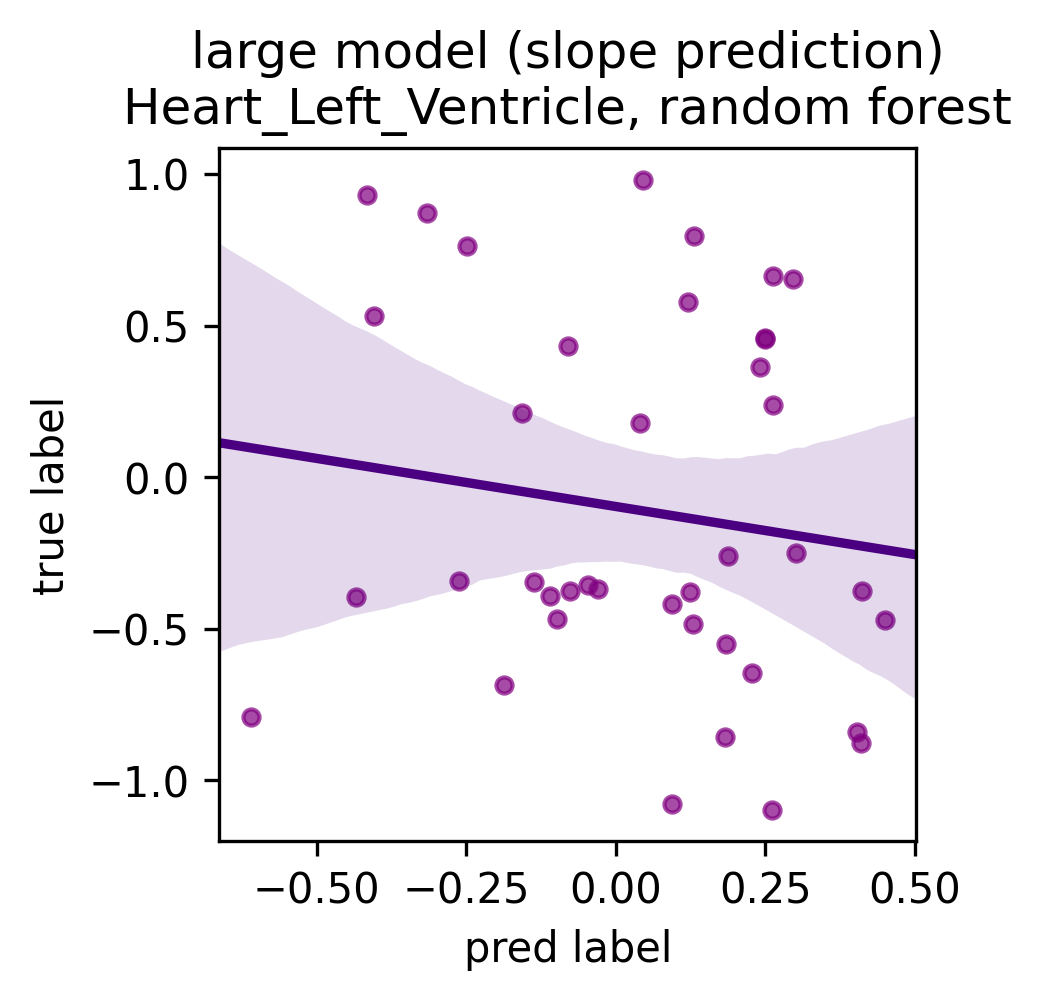 large model (slope prediction)
Heart_Left_Ventricle, random forest
1.0
0.5
0.0
−0.5
−1.0
true label
−0.50
−0.25
0.00
0.25
0.50
pred label